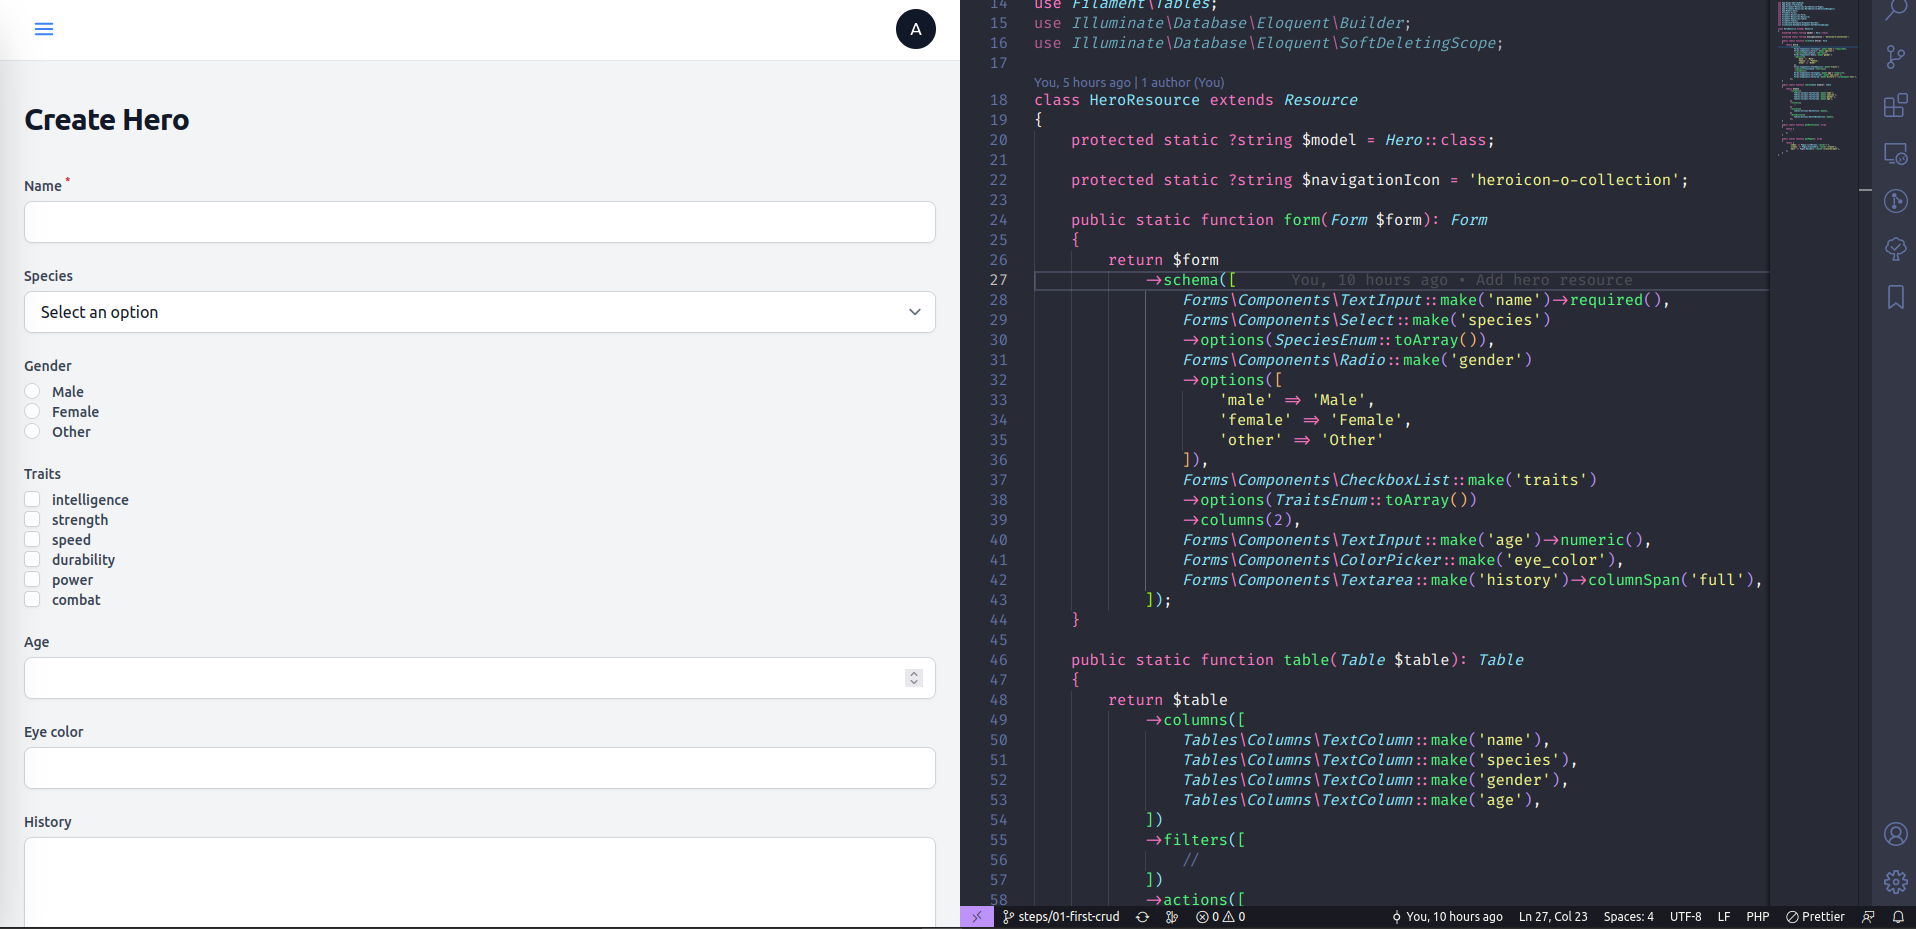 A
Create Hero
Name *
Species
Select an option
Gender
Male
Female
Other
Traits
intelligence
strength
speed
durability
power
combat
Age
Eye color
History
14 use Filament\Tables;
15 use Illuminate\Database\Eloquent\Builder;
16 use Illuminate\Database\Eloquent\SoftDeletingScope;
17
You, 5 hours ago | 1 author (You)
18 class HeroResource extends Resource
19 {
20 protected static ?string $model = Hero::class;
21
22 protected static ?string $navigationIcon = 'heroicon-o-collection';
23
24 public static function form(Form $form): Form
25 {
26 return $form
27 ->schema([ You, 10 hours ago • Add hero resource
28 Forms\Components\TextInput::make('name')->required(),
29 Forms\Components\Select::make('species')
30 ->options(SpeciesEnum::toArray()),
31 Forms\Components\Radio::make('gender')
32 ->options([
33 'male' => 'Male',
34 'female' => 'Female',
35 'other' => 'Other'
36 ]),
37 Forms\Components\CheckboxList::make('traits')
38 ->options(TraitsEnum::toArray())
39 ->columns(2),
40 Forms\Components\TextInput::make('age')->numeric(),
41 Forms\Components\ColorPicker::make('eye_color'),
42 Forms\Components\Textarea::make('history')->columnSpan('full'),
43 ]);
44 }
45
46 public static function table(Table $table): Table
47 {
48 return $table
49 ->columns([
50 Tables\Columns\TextColumn::make('name'),
51 Tables\Columns\TextColumn::make('species'),
52 Tables\Columns\TextColumn::make('gender'),
53 Tables\Columns\TextColumn::make('age'),
54 ])
55 ->filters([
56 //
57 ])
58 ->actions([
steps/01-first-crud 0 0 You, 10 hours ago Ln 27, Col 23 Spaces: 4 UTF-8 LF PHP Prettier